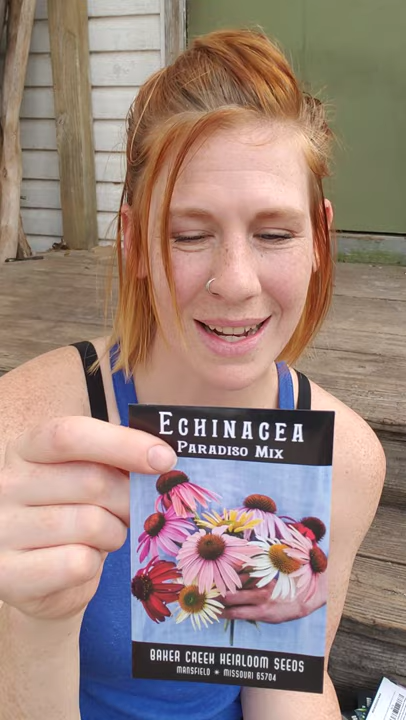 ECHINACEA
PARADISO MIX
BAKER CREEK HEIRLOOM SEEDS
MANSFIELD * MISSOURI 65704